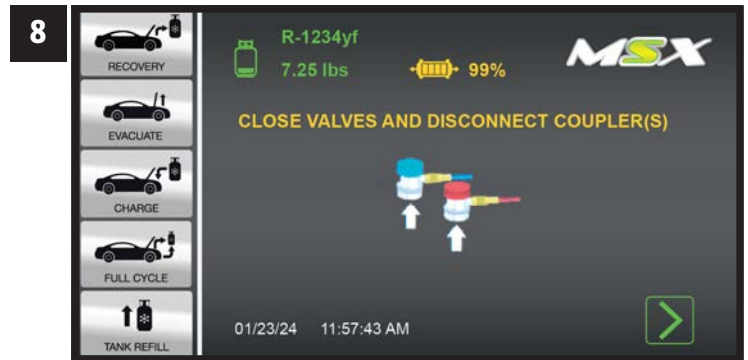 8
RECOVERY
EVACUATE
CHARGE
FULL CYCLE
TANK REFILL
R-1234yf
7.25 lbs
99%
MSX
CLOSE VALVES AND DISCONNECT COUPLER(S)
01/23/24 11:57:43 AM